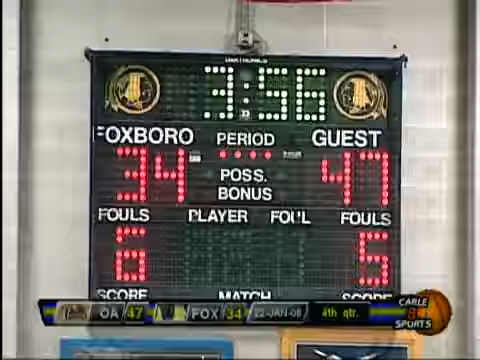 3:56
FOXBORO PERIOD GUEST
34 47
POSS.
BONUS
FOULS PLAYER FOUL FOULS
6 5
SCORE MATCH SCORE
OA 47 FOX 34 22-JAN-08 4th qtr. CABLE 8 SPORTS